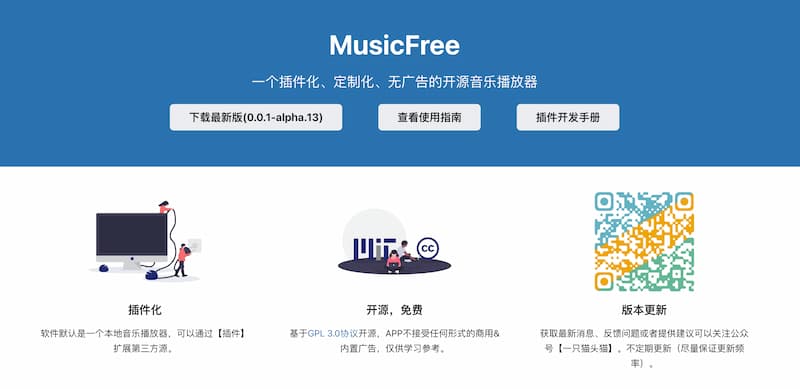 MusicFree
一个插件化、定制化、无广告的开源音乐播放器
下载最新版(0.0.1-alpha.13)
查看使用指南
插件开发手册
MIT
CC
插件化
软件默认是一个本地音乐播放器，可以通过【插件】
扩展第三方源。
开源，免费
基于GPL 3.0协议开源，APP不接受任何形式的商用&
内置广告，仅供学习参考。
版本更新
获取最新消息、反馈问题或者提供建议可以关注公众
号【一只猫头猫】，不定期更新（尽量保证更新频
率）。